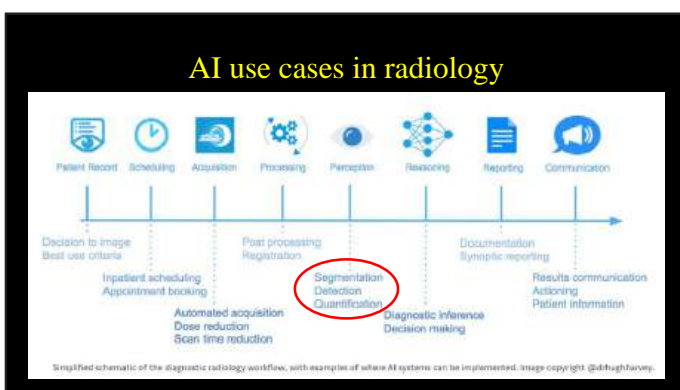 AI use cases in radiology
Patient Record Scheduling Acquisition Processing Perception Reasoning Reporting Communication
Decision to image
Best use criteria
Inpatient scheduling
Appointment booking
Automated acquisition
Dose reduction
Scan time reduction
Post processing
Registration
Segmentation
Detection
Quantification
Diagnostic inference
Decision making
Documentation
Synoptic reporting
Results communication
Actioning
Patient information
Simplified schematic of the diagnostic radiology workflow, with examples of where AI systems can be implemented. Image copyright @drhughharvey.